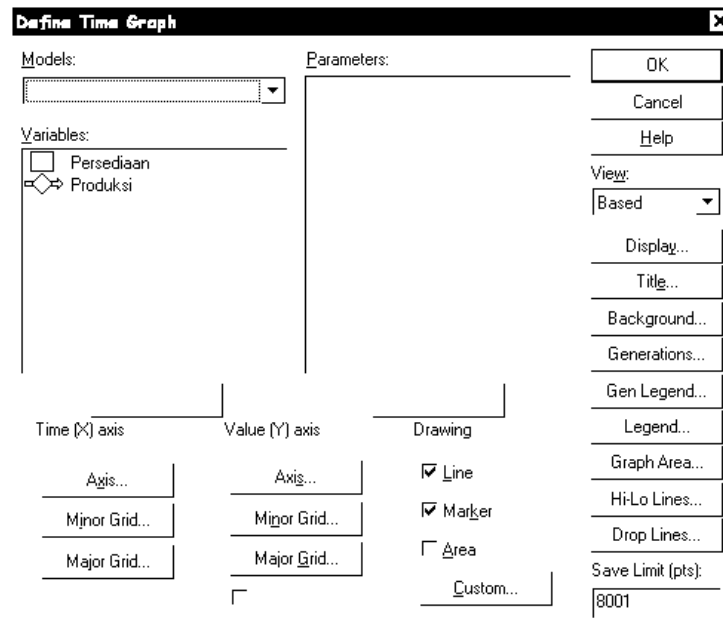 Define Time Graph
Models:
Parameters:
OK
Cancel
Help
Variables:
Persediaan
Produksi
View:
Based
Display...
Title...
Background...
Generations...
Gen Legend...
Legend...
Graph Area...
Hi-Lo Lines...
Drop Lines...
Save Limit (pts):
8001
Time (X) axis
Axis...
Minor Grid...
Major Grid...
Value (Y) axis
Axis...
Minor Grid...
Major Grid...
Drawing
Line
Marker
Area
Custom...